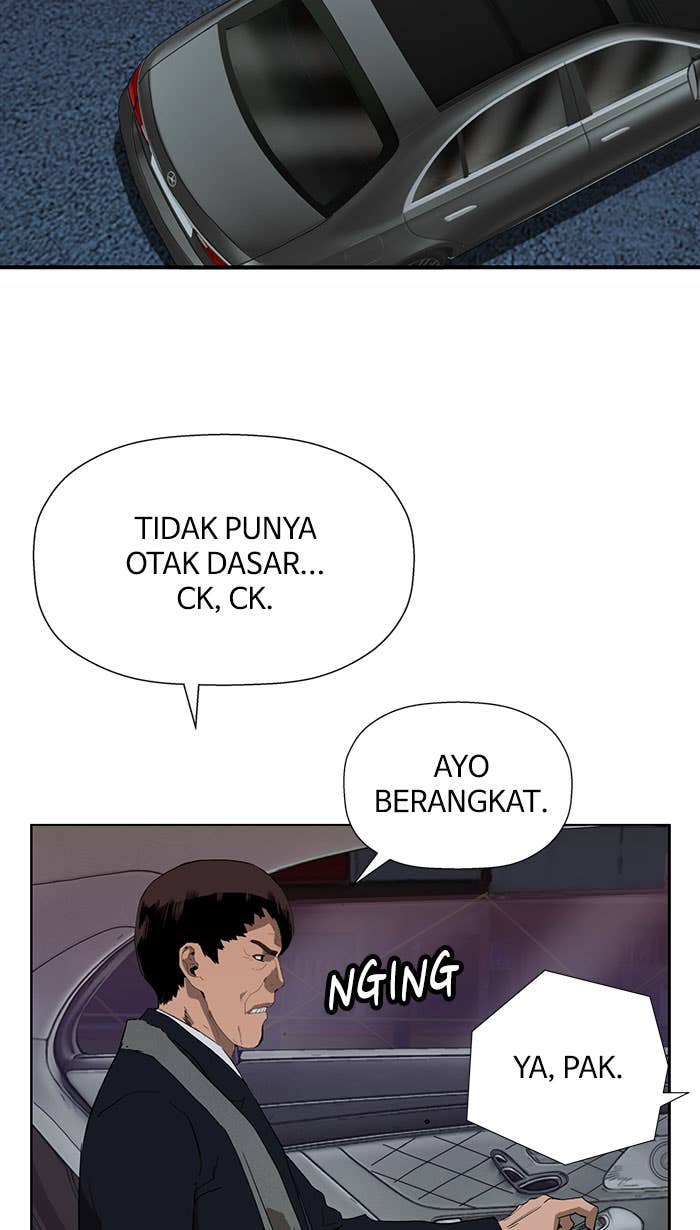 TIDAK PUNYA
OTAK DASAR...
CK, CK.
AYO
BERANGKAT.
NGING
YA, PAK.